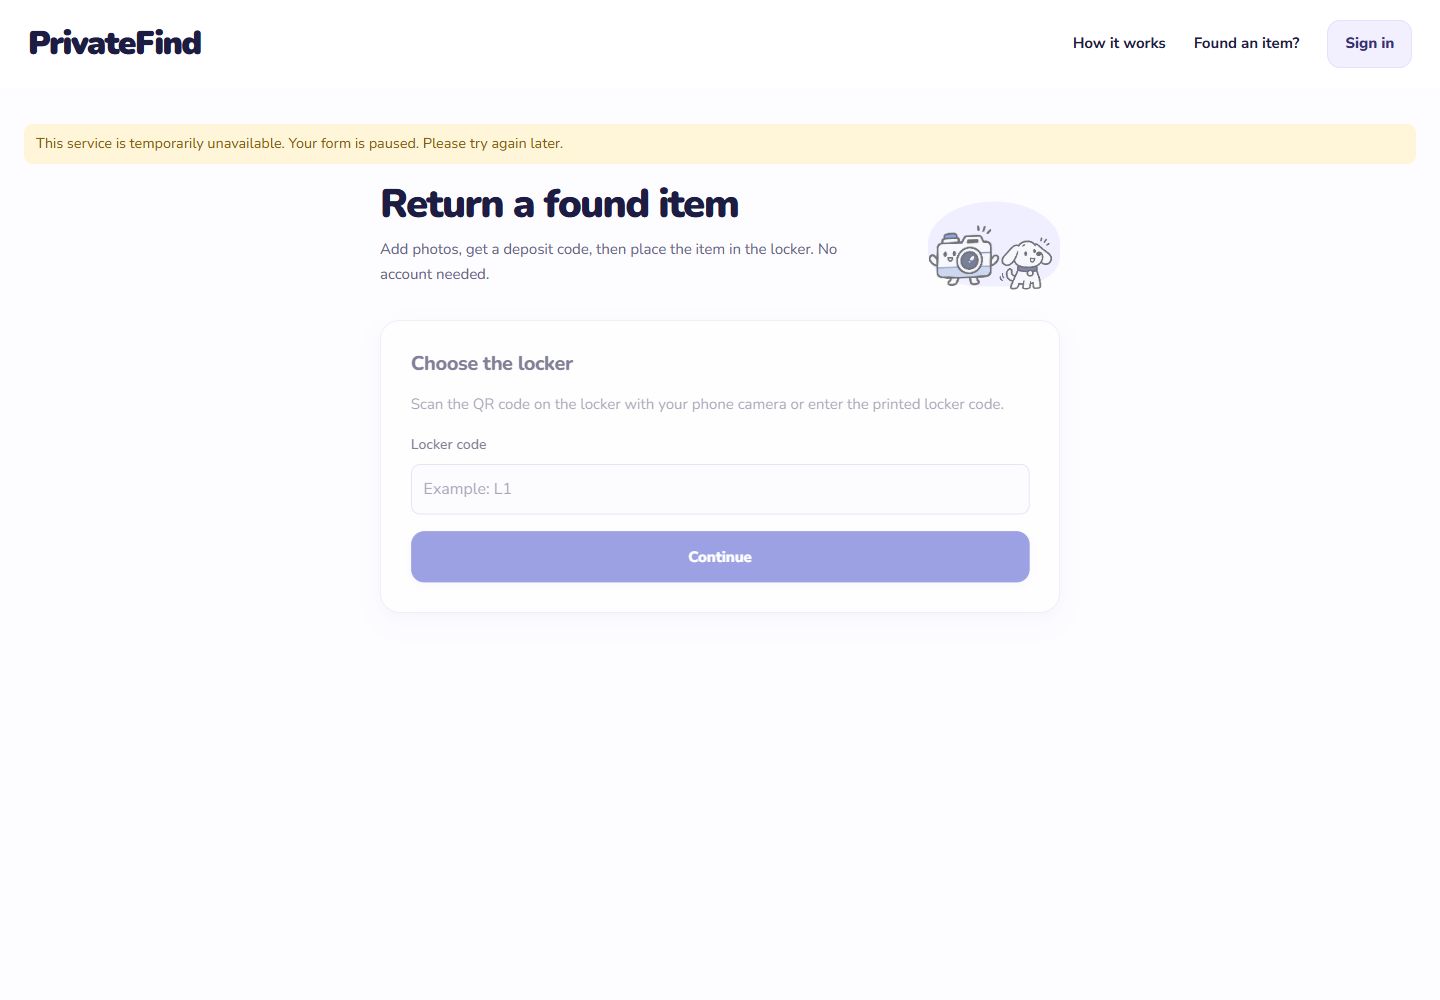 PrivateFind
How it works
Found an item?
Sign in
This service is temporarily unavailable. Your form is paused. Please try again later.
Return a found item
Add photos, get a deposit code, then place the item in the locker. No
account needed.
Choose the locker
Scan the QR code on the locker with your phone camera or enter the printed locker code.
Locker code
Example: L1
Continue